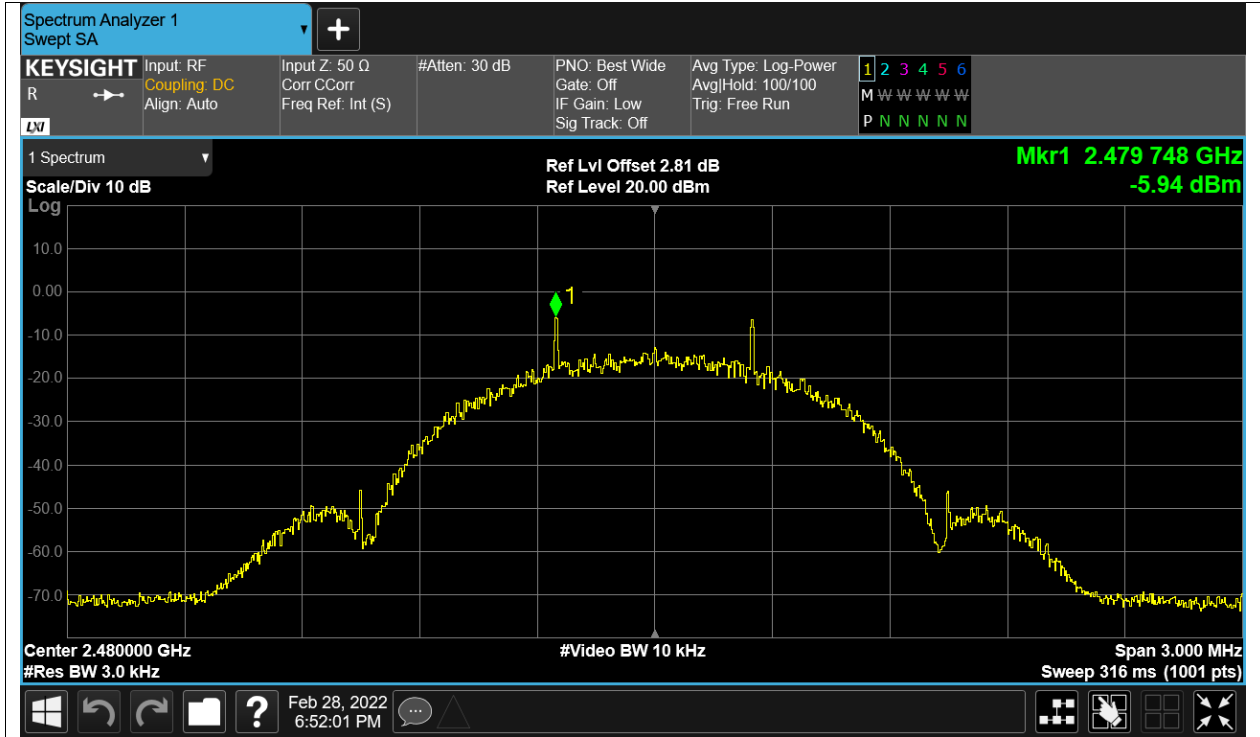 Spectrum Analyzer 1
Swept SA
+
KEYSIGHT
R
LXI
Input: RF
Coupling: DC
Align: Auto
Input Z: 50 Ω
Corr CCorr
Freq Ref: Int (S)
#Atten: 30 dB
PNO: Best Wide
Gate: Off
IF Gain: Low
Sig Track: Off
Avg Type: Log-Power
Avg|Hold: 100/100
Trig: Free Run
1 2 3 4 5 6
M W W W W W
P N N N N N N
1 Spectrum
Scale/Div 10 dB
Log
Ref Lvl Offset 2.81 dB
Ref Level 20.00 dBm
Mkr1 2.479 748 GHz
-5.94 dBm
10.0
0.00
-10.0
-20.0
-30.0
-40.0
-50.0
-60.0
-70.0
1
Center 2.480000 GHz
#Res BW 3.0 kHz
#Video BW 10 kHz
Span 3.000 MHz
Sweep 316 ms (1001 pts)
?
Feb 28, 2022
6:52:01 PM